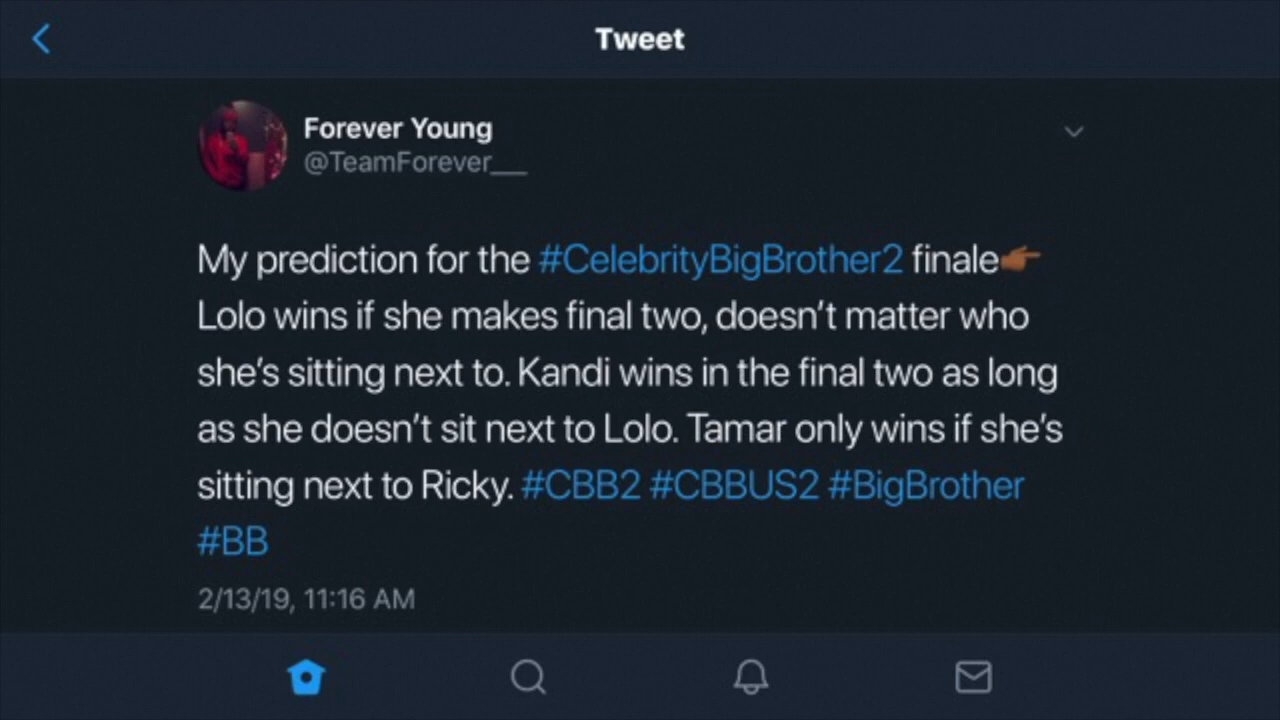 Tweet
Forever Young
@TeamForever___
My prediction for the #CelebrityBigBrother2 finale👉🏾
Lolo wins if she makes final two, doesn’t matter who
she’s sitting next to. Kandi wins in the final two as long
as she doesn’t sit next to Lolo. Tamar only wins if she’s
sitting next to Ricky. #CBB2 #CBBUS2 #BigBrother
#BB
2/13/19, 11:16 AM